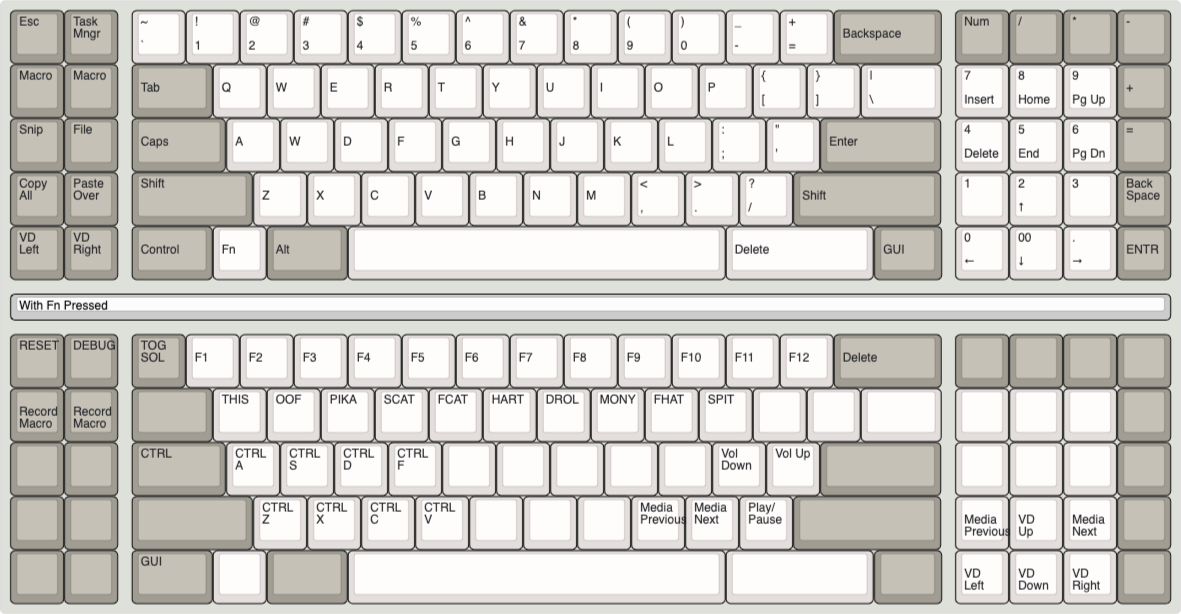 Esc Task Mngr ~ ` ! 1 @ 2 # 3 $ 4 % 5 ^ 6 & 7 * 8 ( 9 ) 0 _ - + = Backspace Num / * -
Macro Macro Tab Q W E R T Y U I O P { [ } ] | \ 7 Insert 8 Home 9 Pg Up +
Snip File Caps A W D F G H J K L : ; " ' Enter 4 Delete 5 End 6 Pg Dn =
Copy All Paste Over Shift Z X C V B N M < , > . ? / Shift 1 2 ↑ 3 Back Space
VD Left VD Right Control Fn Alt Delete GUI 0 ← 00 ↓ . → ENTR
With Fn Pressed
RESET DEBUG TOG SOL F1 F2 F3 F4 F5 F6 F7 F8 F9 F10 F11 F12 Delete
Record Macro Record Macro THIS OOF PIKA SCAT FCAT HART DROL MONY FHAT SPIT
CTRL CTRL A CTRL S CTRL D CTRL F Vol Down Vol Up
CTRL Z CTRL X CTRL C CTRL V Media Previous Media Next Play/ Pause Media Previous VD Up Media Next
GUI VD Left VD Down VD Right